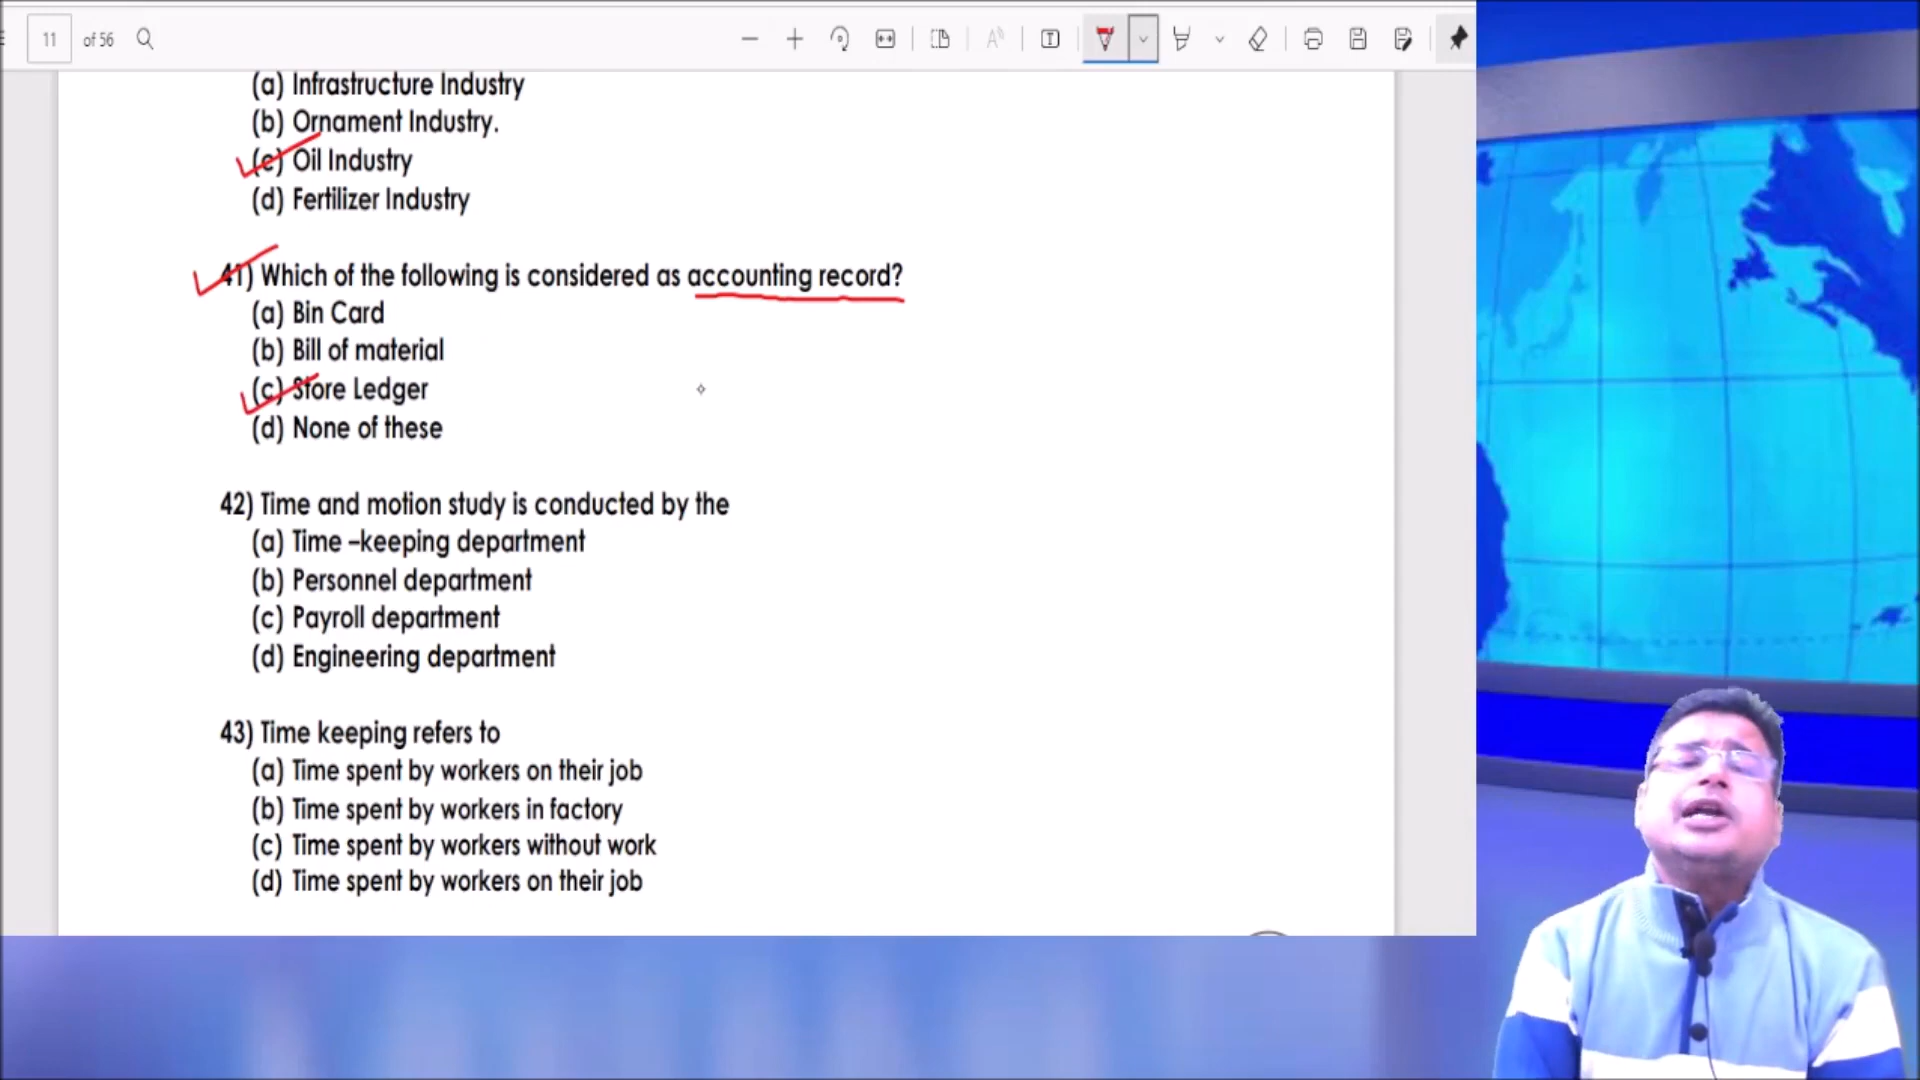 11 of 56
(a) Infrastructure Industry
(b) Ornament Industry.
(c) Oil Industry
(d) Fertilizer Industry
41) Which of the following is considered as accounting record?
(a) Bin Card
(b) Bill of material
(c) Store Ledger
(d) None of these
42) Time and motion study is conducted by the
(a) Time –keeping department
(b) Personnel department
(c) Payroll department
(d) Engineering department
43) Time keeping refers to
(a) Time spent by workers on their job
(b) Time spent by workers in factory
(c) Time spent by workers without work
(d) Time spent by workers on their job